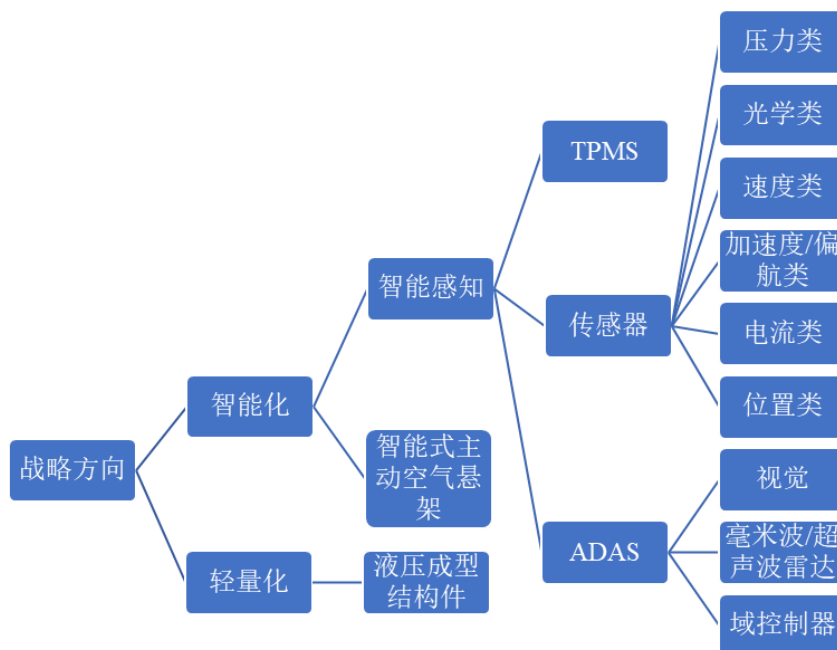 战略方向
智能化
轻量化
智能感知
智能式主
动空气悬
架
液压成型
结构件
TPMS
传感器
ADAS
压力类
光学类
速度类
加速度/偏
航类
电流类
位置类
视觉
毫米波/超
声波雷达
域控制器